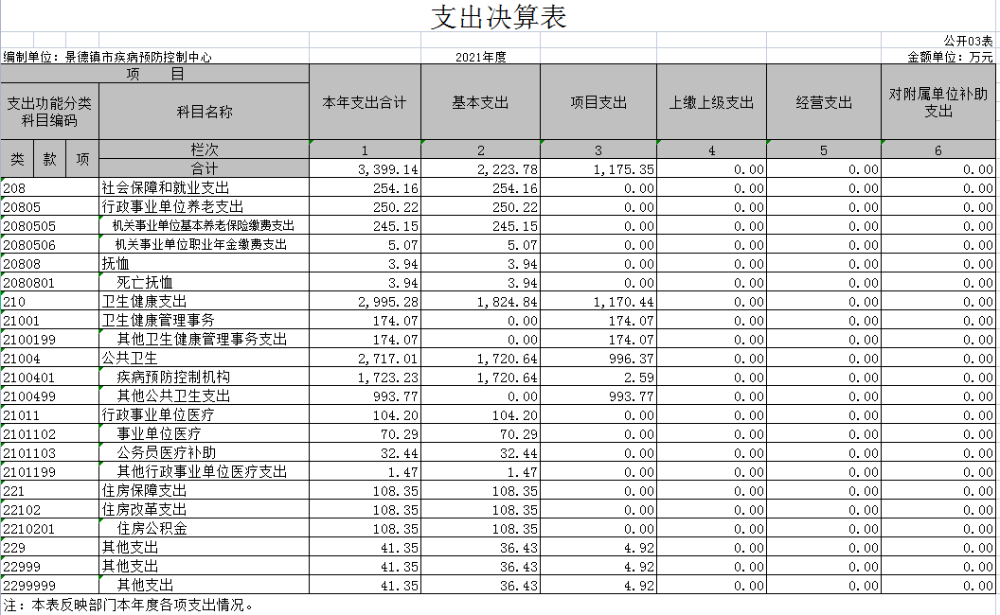 支出决算表
公开03表
编制单位：景德镇市疾病预防控制中心 2021年度 金额单位：万元
项 目 本年支出合计 基本支出 项目支出 上缴上级支出 经营支出 对附属单位补助支出
支出功能分类科目编码 科目名称
类 款 项 栏次 1 2 3 4 5 6
合计 3,399.14 2,223.78 1,175.35 0.00 0.00 0.00
208 社会保障和就业支出 254.16 254.16 0.00 0.00 0.00 0.00
20805 行政事业单位养老支出 250.22 250.22 0.00 0.00 0.00 0.00
2080505 机关事业单位基本养老保险缴费支出 245.15 245.15 0.00 0.00 0.00 0.00
2080506 机关事业单位职业年金缴费支出 5.07 5.07 0.00 0.00 0.00 0.00
20808 抚恤 3.94 3.94 0.00 0.00 0.00 0.00
2080801 死亡抚恤 3.94 3.94 0.00 0.00 0.00 0.00
210 卫生健康支出 2,995.28 1,824.84 1,170.44 0.00 0.00 0.00
21001 卫生健康管理事务 174.07 0.00 174.07 0.00 0.00 0.00
2100199 其他卫生健康管理事务支出 174.07 0.00 174.07 0.00 0.00 0.00
21004 公共卫生 2,717.01 1,720.64 996.37 0.00 0.00 0.00
2100401 疾病预防控制机构 1,723.23 1,720.64 2.59 0.00 0.00 0.00
2100499 其他公共卫生支出 993.77 0.00 993.77 0.00 0.00 0.00
21011 行政事业单位医疗 104.20 104.20 0.00 0.00 0.00 0.00
2101102 事业单位医疗 70.29 70.29 0.00 0.00 0.00 0.00
2101103 公务员医疗补助 32.44 32.44 0.00 0.00 0.00 0.00
2101199 其他行政事业单位医疗支出 1.47 1.47 0.00 0.00 0.00 0.00
221 住房保障支出 108.35 108.35 0.00 0.00 0.00 0.00
22102 住房改革支出 108.35 108.35 0.00 0.00 0.00 0.00
2210201 住房公积金 108.35 108.35 0.00 0.00 0.00 0.00
229 其他支出 41.35 36.43 4.92 0.00 0.00 0.00
22999 其他支出 41.35 36.43 4.92 0.00 0.00 0.00
2299999 其他支出 41.35 36.43 4.92 0.00 0.00 0.00
注：本表反映部门本年度各项支出情况。